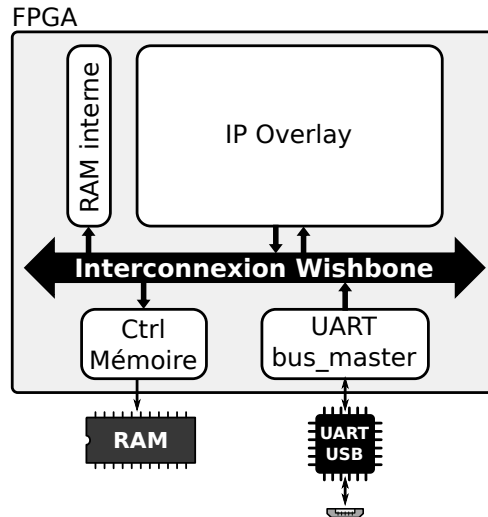 FPGA
RAM interne
IP Overlay
Interconnexion Wishbone
Ctrl
Mémoire
UART
bus_master
RAM
UART
USB